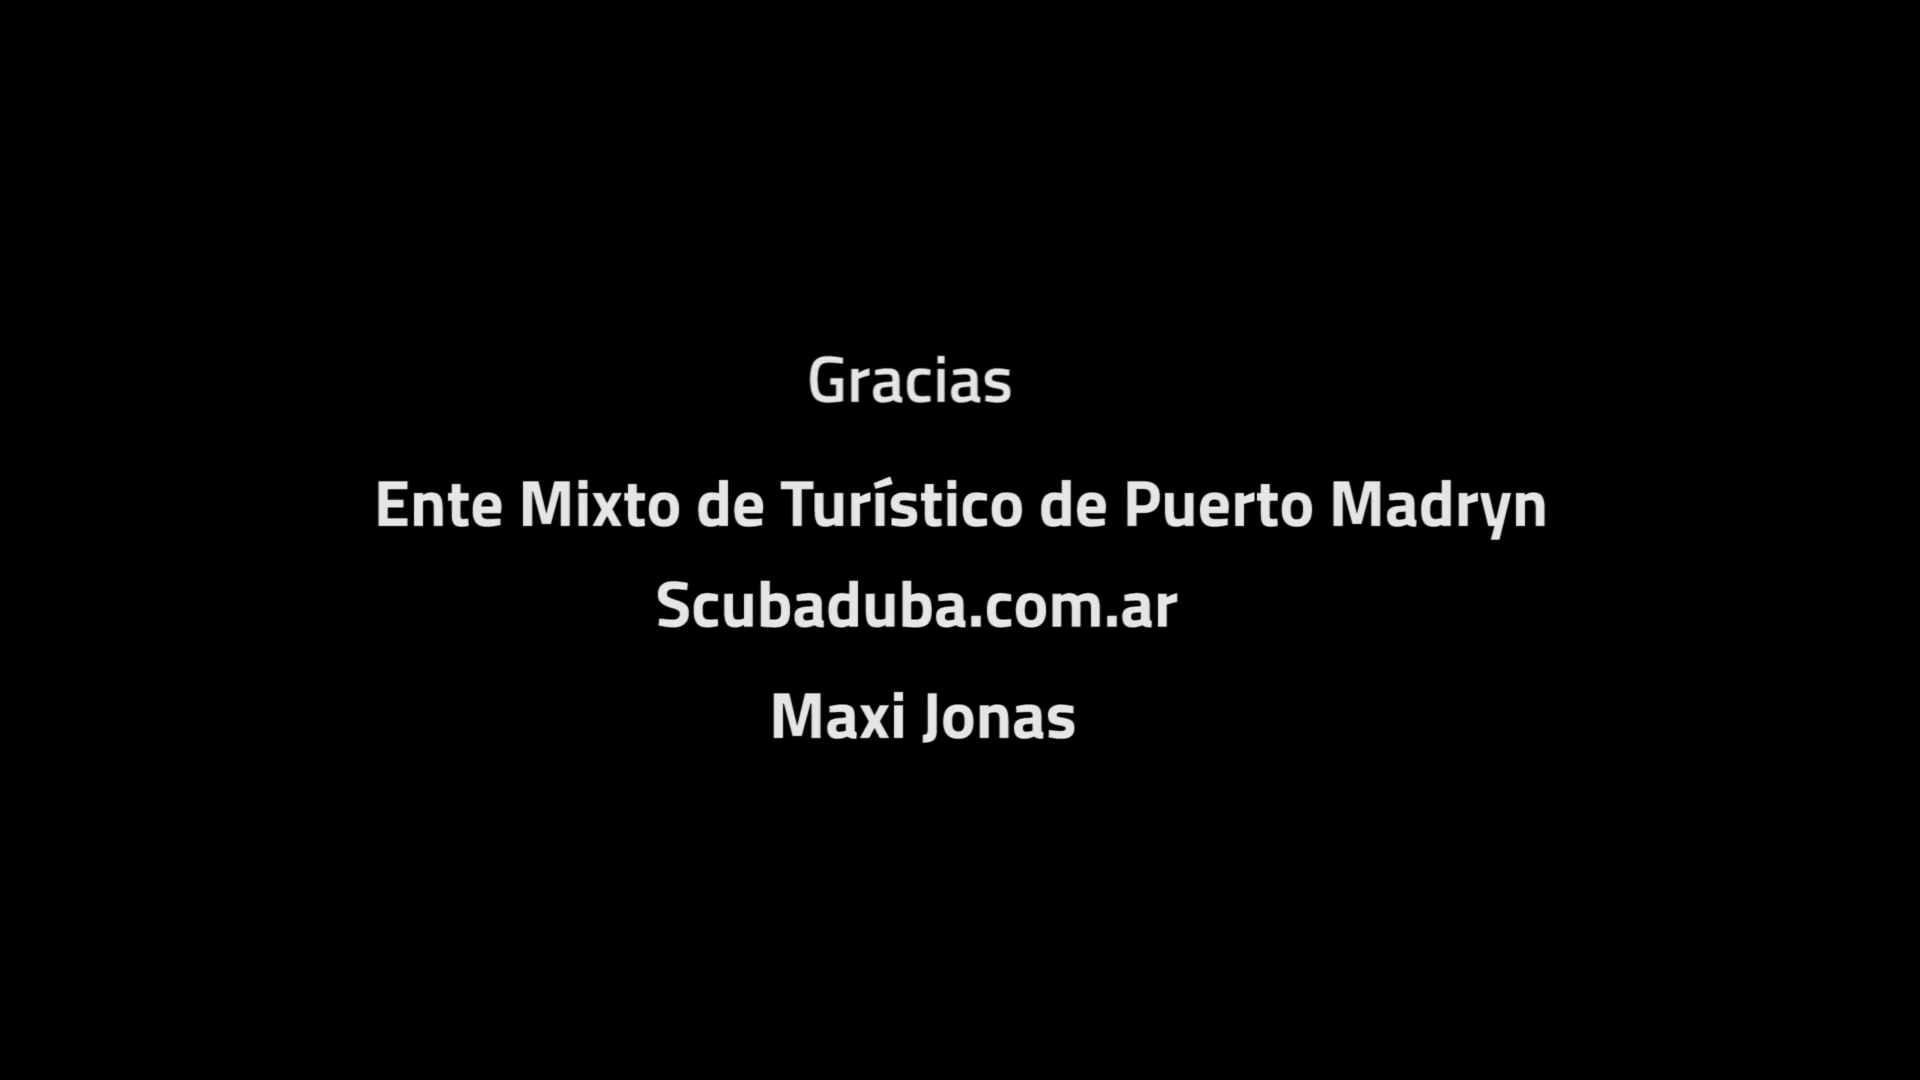 Gracias
Ente Mixto de Turístico de Puerto Madryn
Scubaduba.com.ar
Maxi Jonas